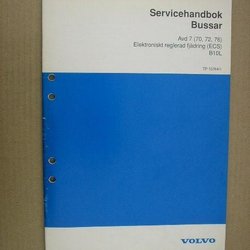 Servicehandbok
Bussar
Avd 7 (70, 72, 76)
Elektroniskt reglerad fjädring (ECS)
B10L
VOLVO